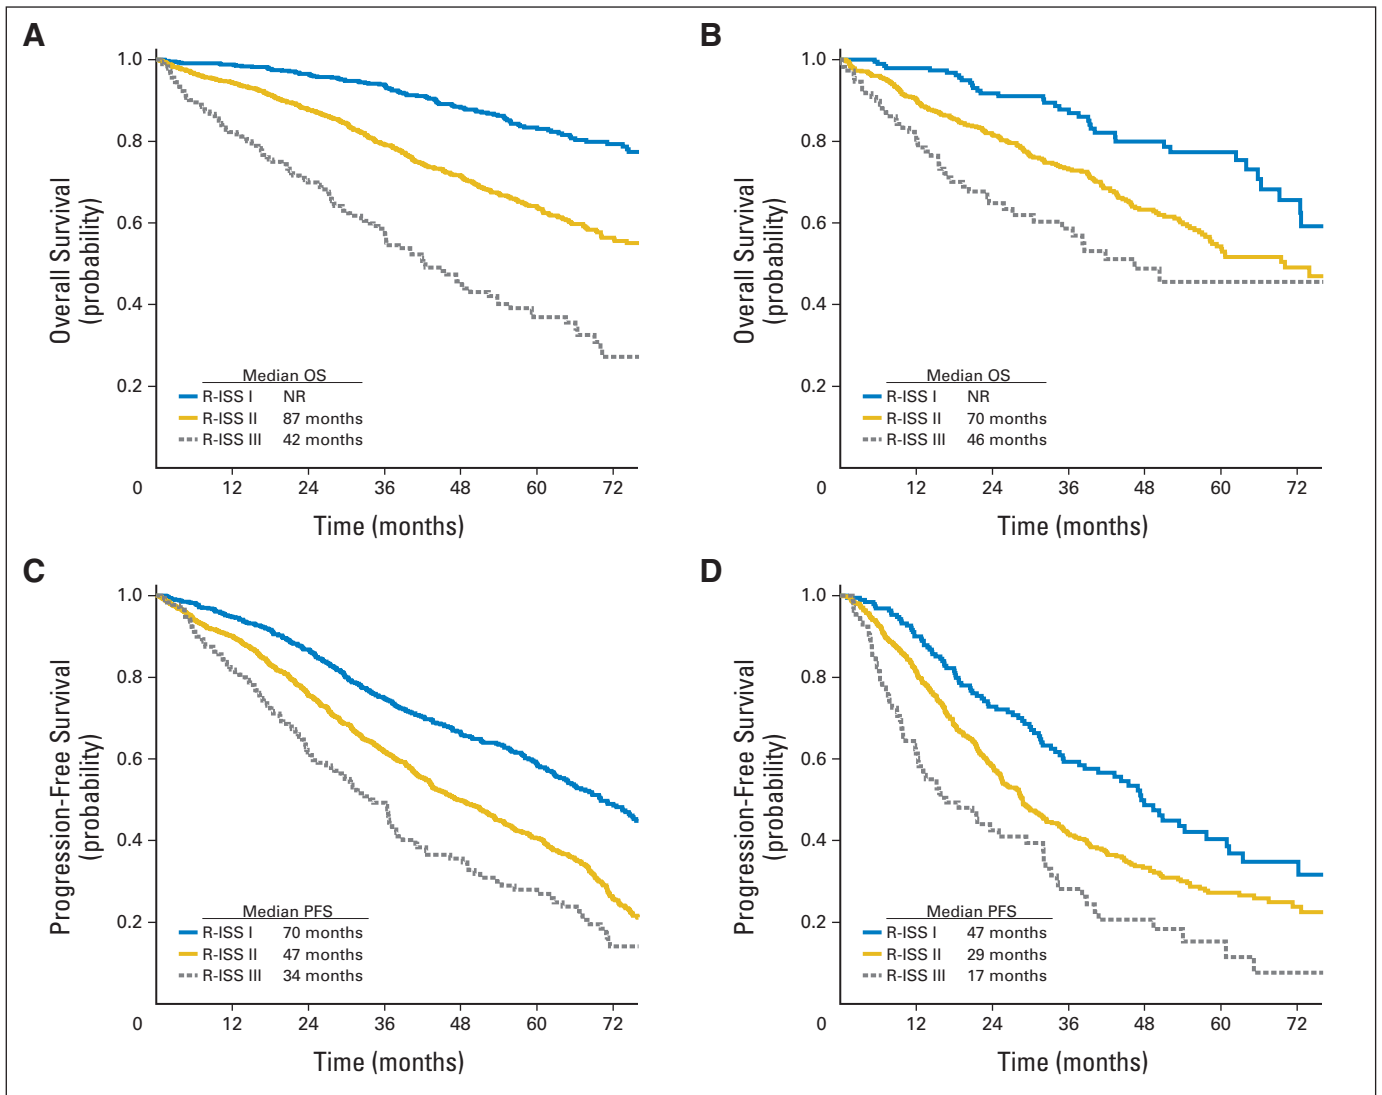 A
Overall Survival
(probability)
1.0
0.8
0.6
0.4
0.2
Median OS
R-ISS I NR
R-ISS II 87 months
R-ISS III 42 months
0 12 24 36 48 60 72
Time (months)
B
Overall Survival
(probability)
1.0
0.8
0.6
0.4
0.2
Median OS
R-ISS I NR
R-ISS II 70 months
R-ISS III 46 months
0 12 24 36 48 60 72
Time (months)
C
Progression-Free Survival
(probability)
1.0
0.8
0.6
0.4
0.2
Median PFS
R-ISS I 70 months
R-ISS II 47 months
R-ISS III 34 months
0 12 24 36 48 60 72
Time (months)
D
Progression-Free Survival
(probability)
1.0
0.8
0.6
0.4
0.2
Median PFS
R-ISS I 47 months
R-ISS II 29 months
R-ISS III 17 months
0 12 24 36 48 60 72
Time (months)